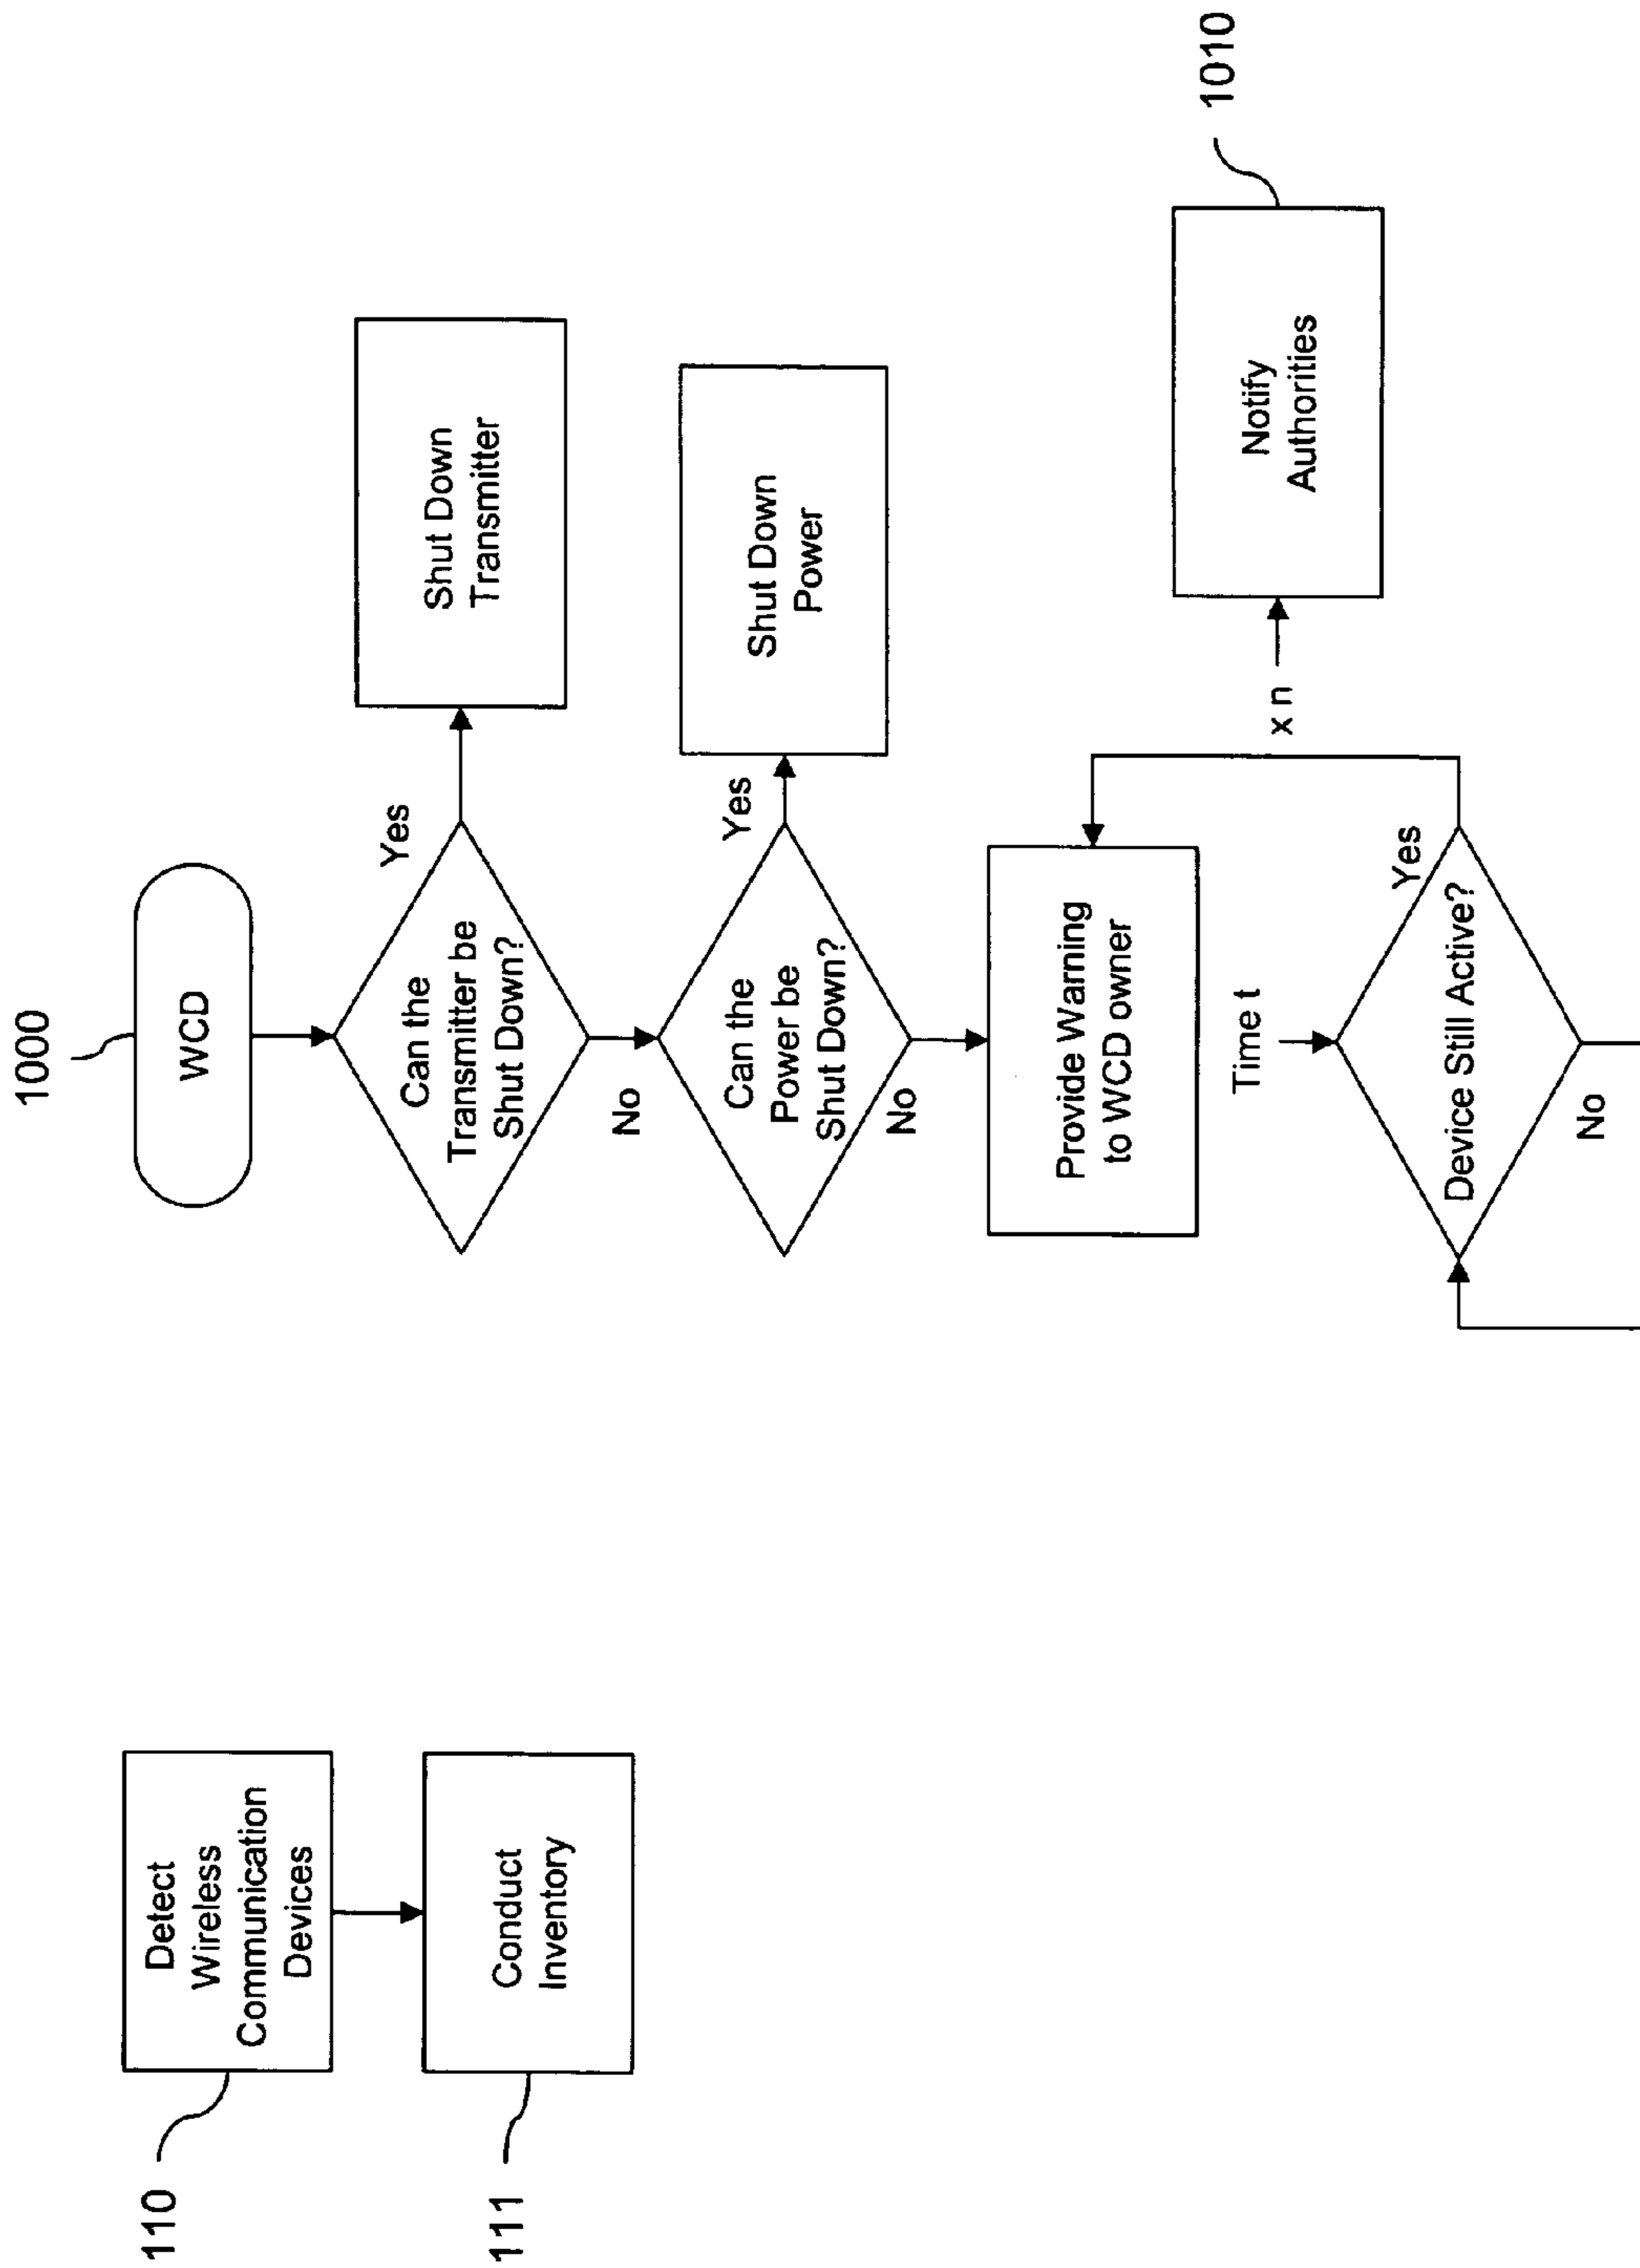 110
Detect
Wireless
Communication
Devices
111
Conduct
Inventory
1000
WCD
Can the
Transmitter be
Shut Down?
Yes
Shut Down
Transmitter
No
Can the
Power be
Shut Down?
Yes
Shut Down
Power
No
Provide Warning
to WCD owner
Time t
Device Still Active?
Yes
No
x n
Notify
Authorities
1010